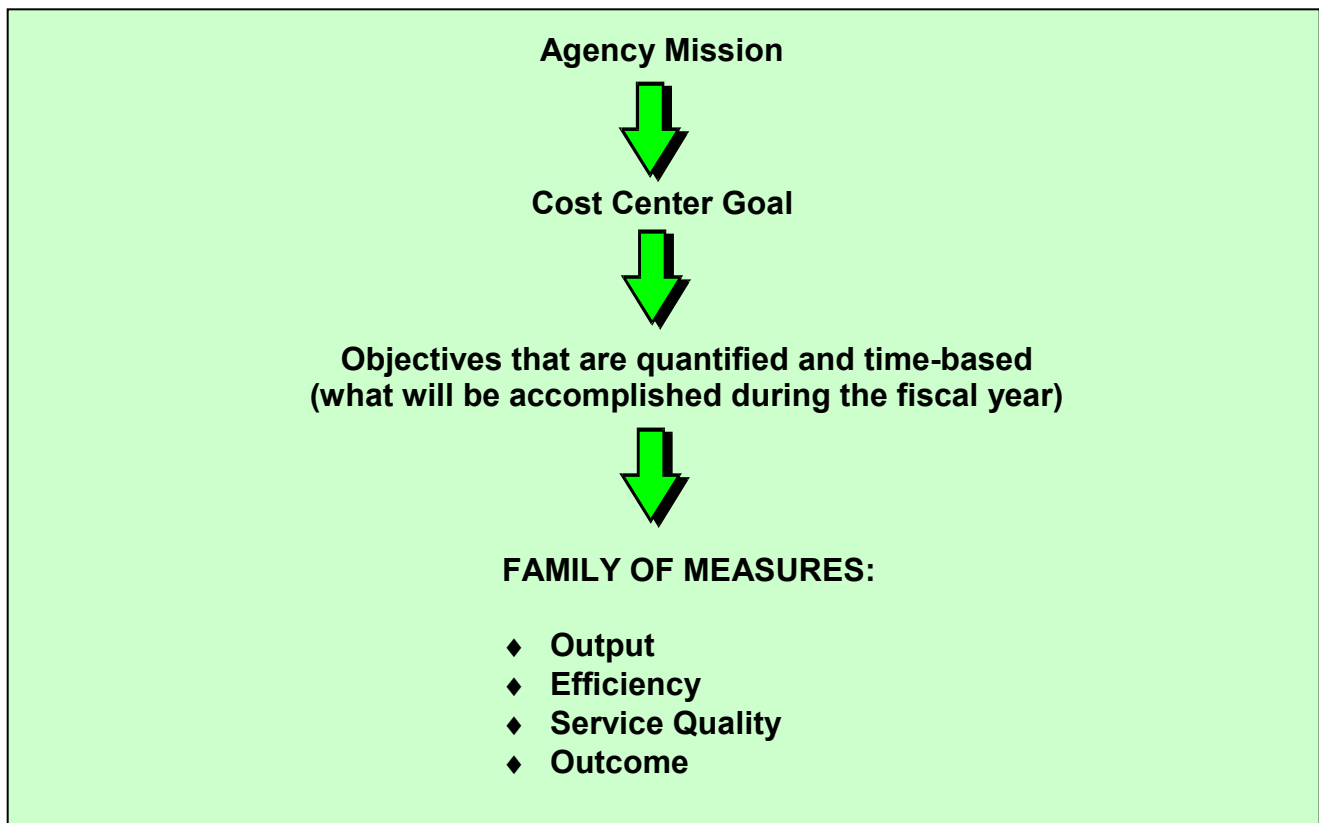 Agency Mission
Cost Center Goal
Objectives that are quantified and time-based
(what will be accomplished during the fiscal year)
FAMILY OF MEASURES:
♦ Output
♦ Efficiency
♦ Service Quality
♦ Outcome